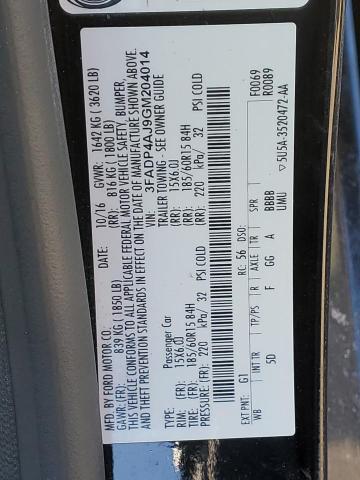 MFG. BY FORD MOTOR CO.
DATE: 10/16 GVWR: 1642 KG ( 3620 LB)
GAWR: (FR): 839 KG (1850 LB) (RR): 816 KG (1800 LB)
THIS VEHICLE CONFORMS TO ALL APPLICABLE FEDERAL MOTOR VEHICLE SAFETY, BUMPER,
AND THEFT PREVENTION STANDARDS IN EFFECT ON THE DATE OF MANUFACTURE SHOWN ABOVE.
VIN: 3FADP4AJ9GM204014
Passenger Car TRAILER TOWING - SEE OWNER GUIDE
RIM: (FR): 15X6.0J (RR): 15X6.0J
TIRE (FR): 185/60R15 84H (RR): 185/60R15 84H
PRESSURE: (FR): 220 kPa/ 32 PSI COLD (RR): 220 kPa/ 32 PSI COLD
F0069
EXT PNT: G1 RC: 56 DSO: R0089
WB INT TR TP/PS R AXLE TR SPR
5D F GG A BBBB
UMU
5U5A-3520472-AA